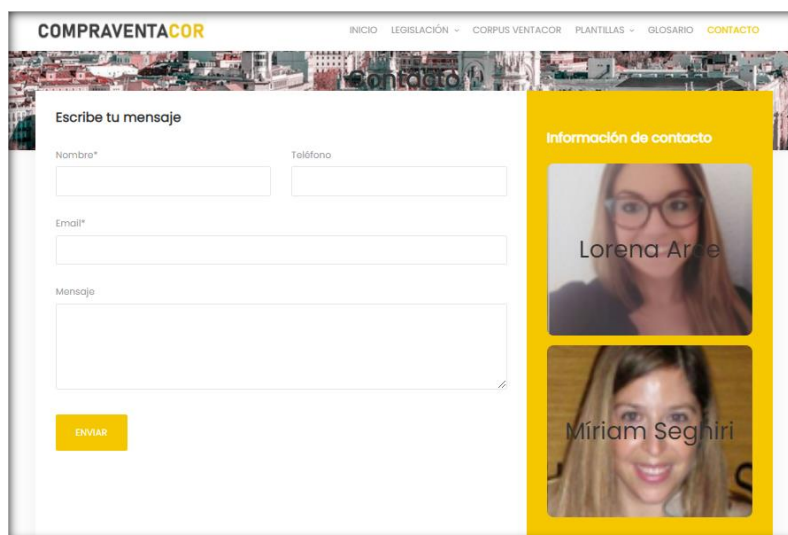 COMPRAVENTACOR
INICIO LEGISLACIÓN CORPUS VENTACOR PLANTILLAS GLOSARIO CONTACTO
Contacto
Escribe tu mensaje
Nombre* Teléfono
Email*
Mensaje
ENVIAR
Información de contacto
Lorena Arce
Míriam Seghiri